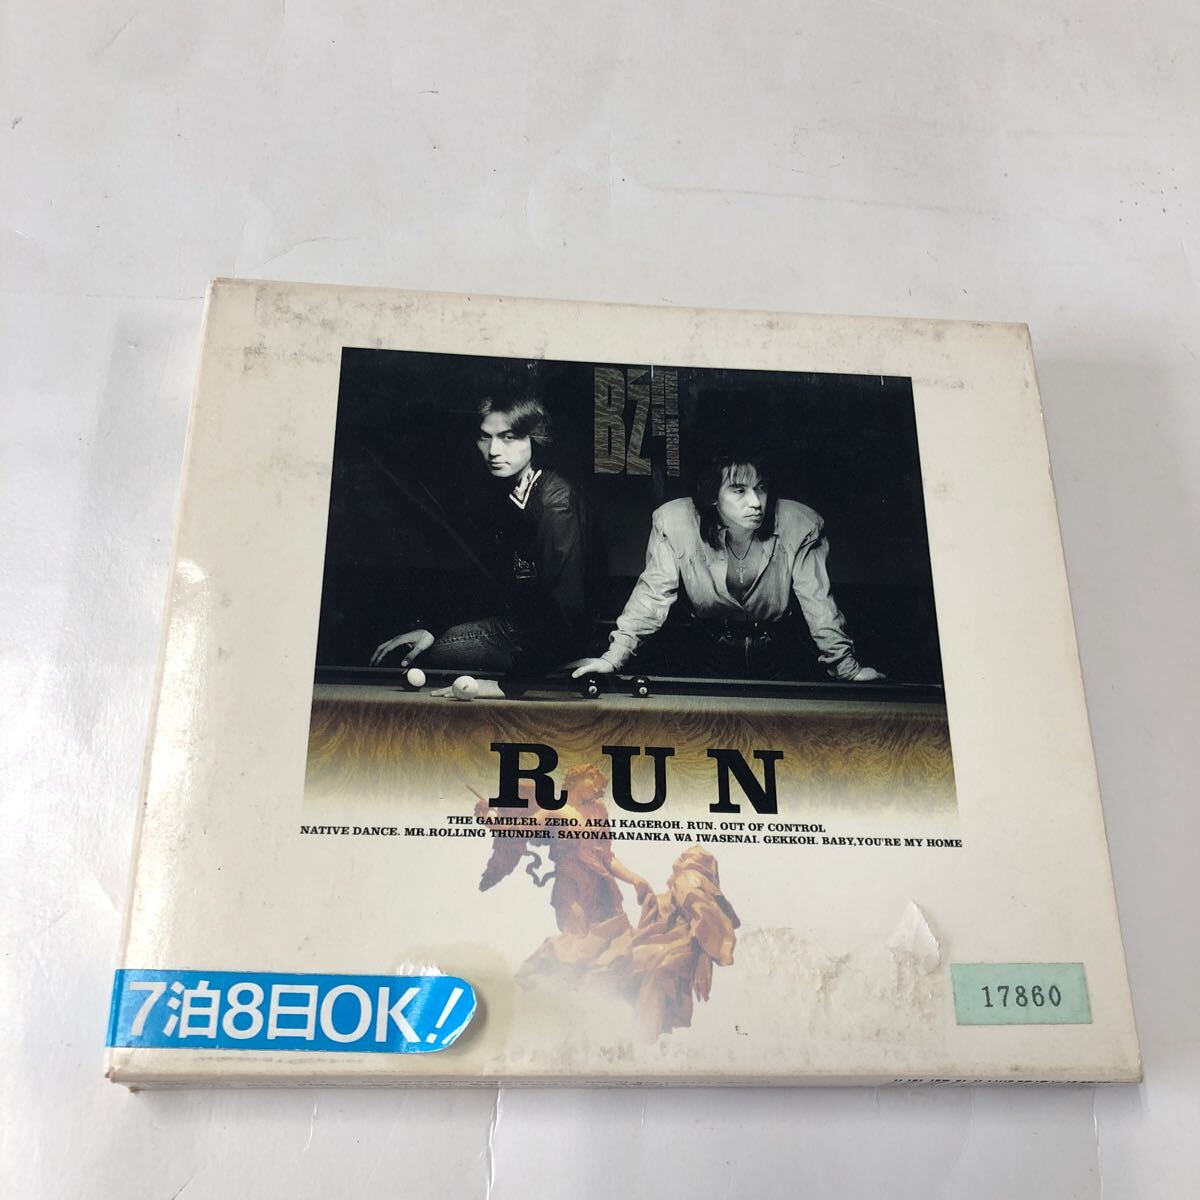 B'z
RUN
THE GAMBLER. ZERO. AKAI KAGEROH. RUN. OUT OF CONTROL
NATIVE DANCE. MR.ROLLING THUNDER. SAYONARANANKA WA IWASENAI. GEKKOH. BABY,YOU'RE MY HOME
7泊8日OK!
17860